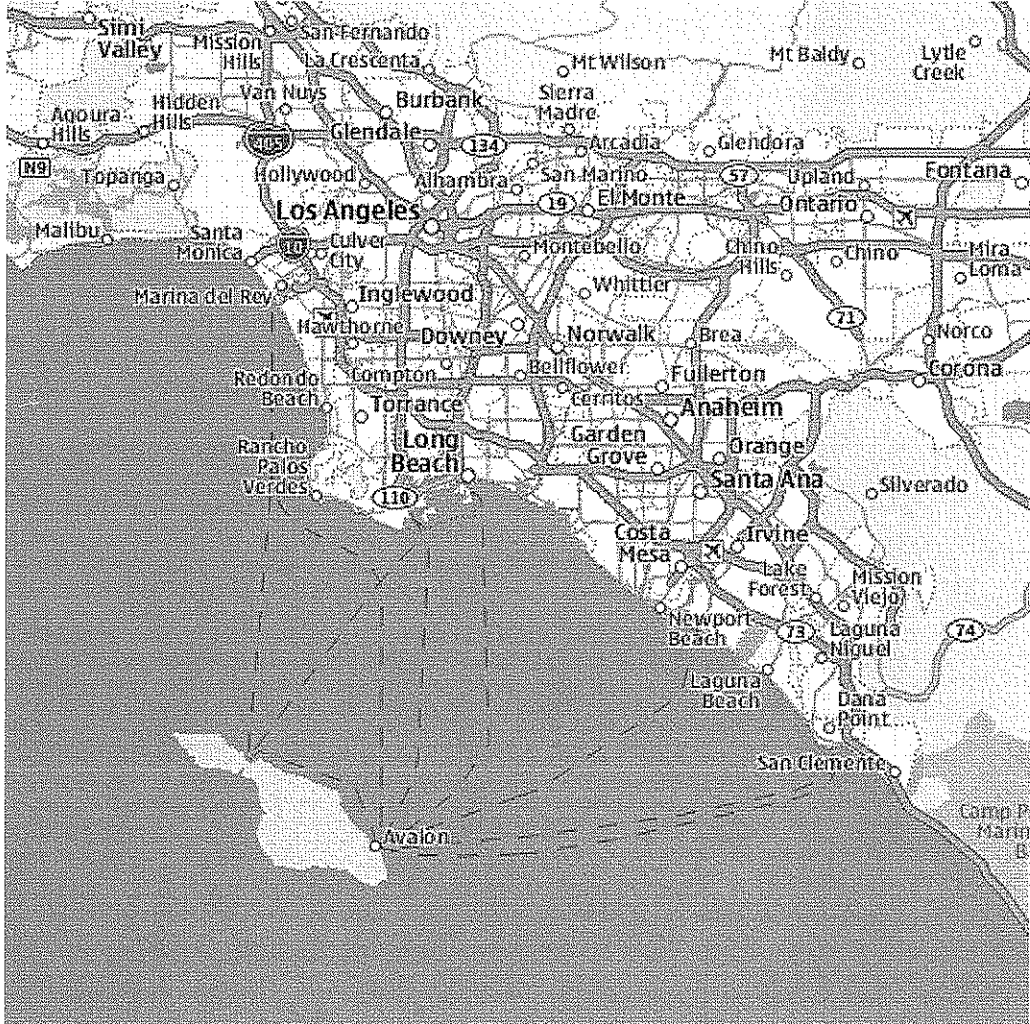 Simi
Valley
Mission
Hills
San Fernando
La Crescenta
Mt Wilson
Mt Baldy
Lytle
Creek
Van Nuys
Burbank
Sierra
Madre
Agoura
Hills
Hidden
Hills
405
Glendale
134
Arcadia
Glendora
N9
Topanga
Hollywood
Alhambra
San Marino
57
Upland
Fontana
Los Angeles
19
El Monte
Ontario
Malibu
Santa
Monica
10
Culver
City
Montebello
Chino
Hills
Chino
Mira
Loma
Marina del Rey
Inglewood
Whittier
71
Hawthorne
Downey
Norwalk
Brea
Norco
Redondo
Beach
Compton
Bellflower
Fullerton
Corona
Torrance
Cerritos
Anaheim
Rancho
Palos
Verdes
Long
Beach
Garden
Grove
Orange
110
Santa Ana
Silverado
Costa
Mesa
Irvine
Lake
Forest
Mission
Viejo
Newport
Beach
73
Laguna
Niguel
74
Laguna
Beach
Dana
Point
San Clemente
Avalon
Camp P
Marin